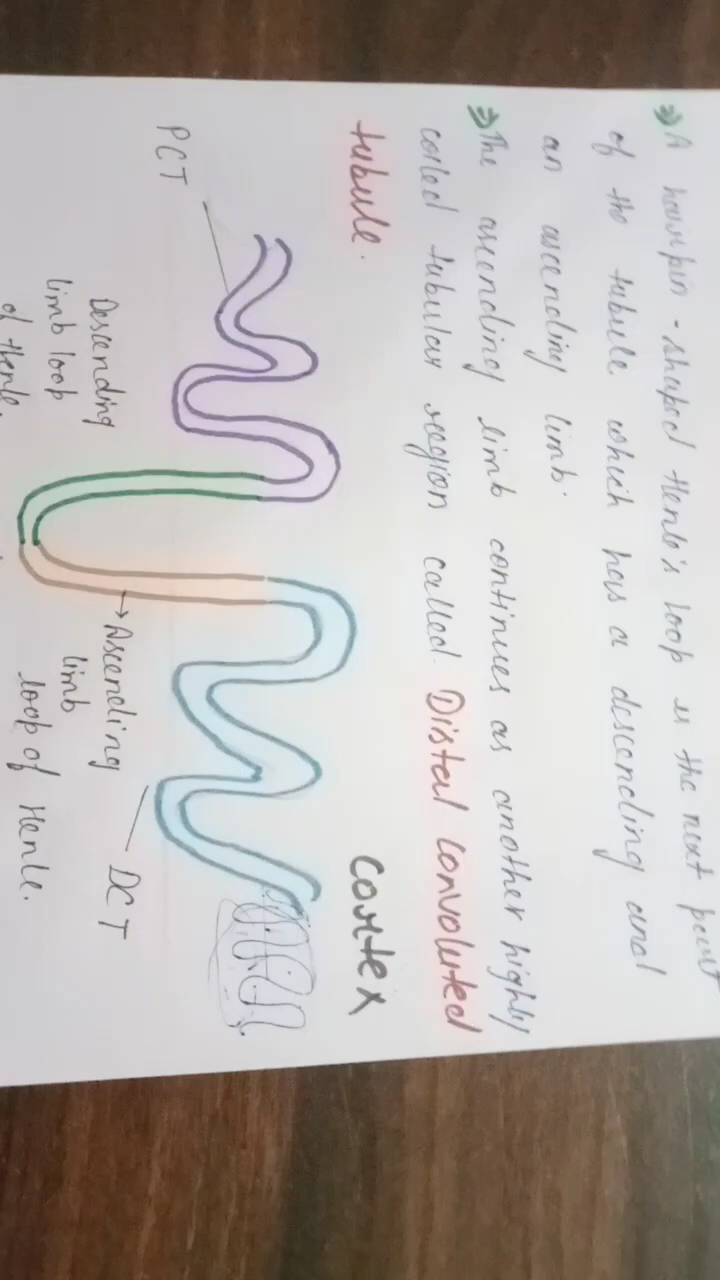 ⇒ A hairpin-shaped Henle's loop is the next part
of the tubule which has a descending and
an ascending limb.
⇒ The ascending limb continues as another highly
coiled tubular region called Distal convoluted
tubule.
cortex
PCT
Descending
limb loop
of Henle.
→ Ascending
limb
loop of Henle.
DCT